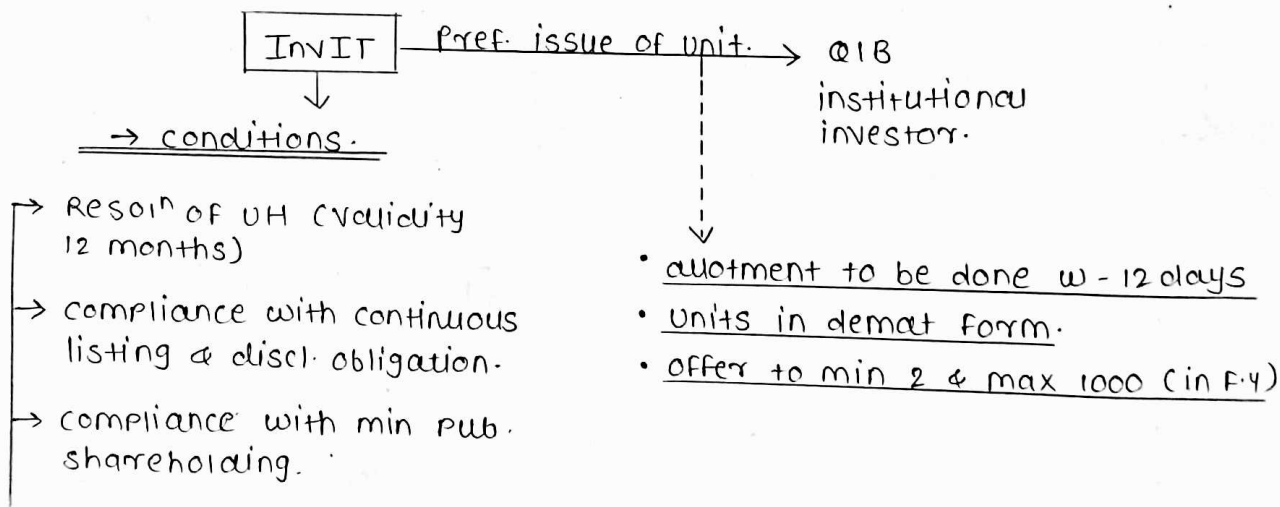 InvIT
Pref. issue of unit.
QIB
institutional
investor.
→ conditions.
→ Resolⁿ of UH (validity
12 months)
→ compliance with continuous
listing & discl. obligation.
→ compliance with min pub.
shareholding.
• allotment to be done w - 12 days
• units in demat form.
• offer to min 2 & max 1000 (in F.Y)